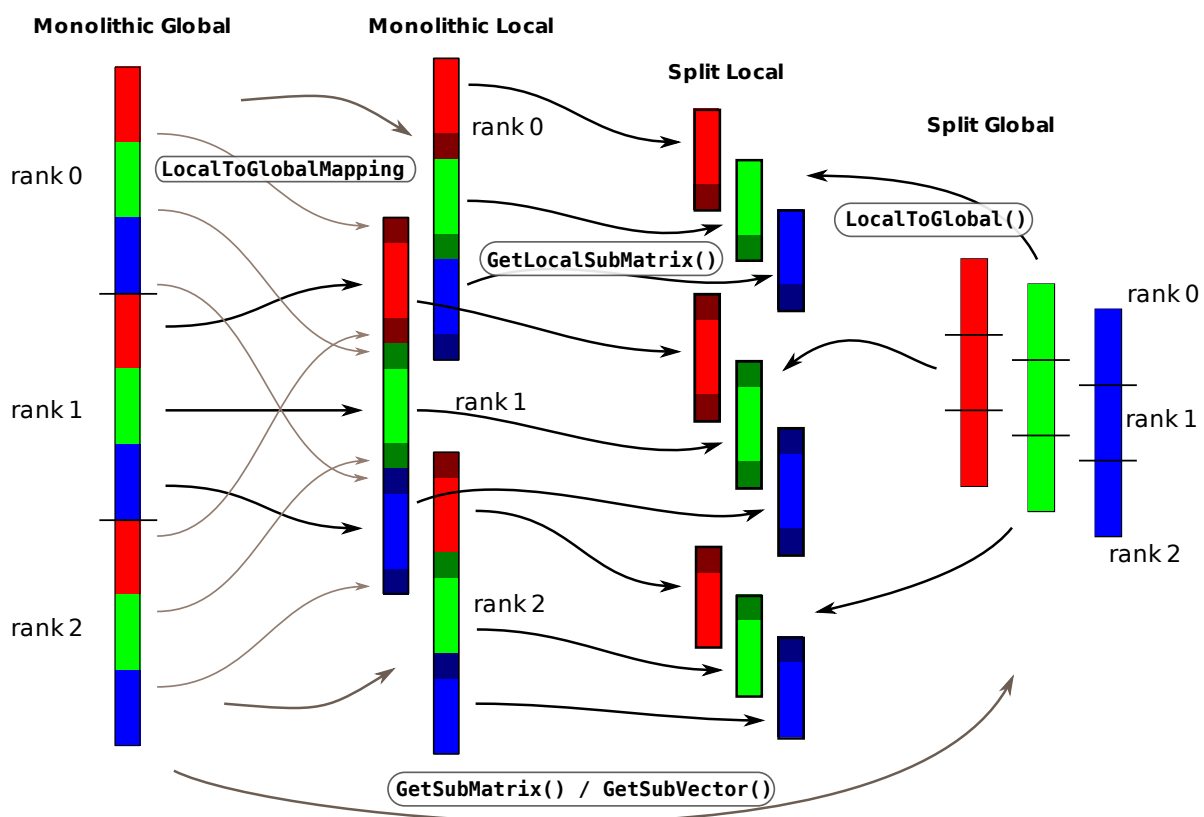 Monolithic Global
Monolithic Local
Split Local
Split Global
rank 0
rank 0
LocalToGlobalMapping
LocalToGlobal()
GetLocalSubMatrix()
rank 0
rank 1
rank 1
rank 1
rank 2
rank 2
rank 2
GetSubMatrix() / GetSubVector()